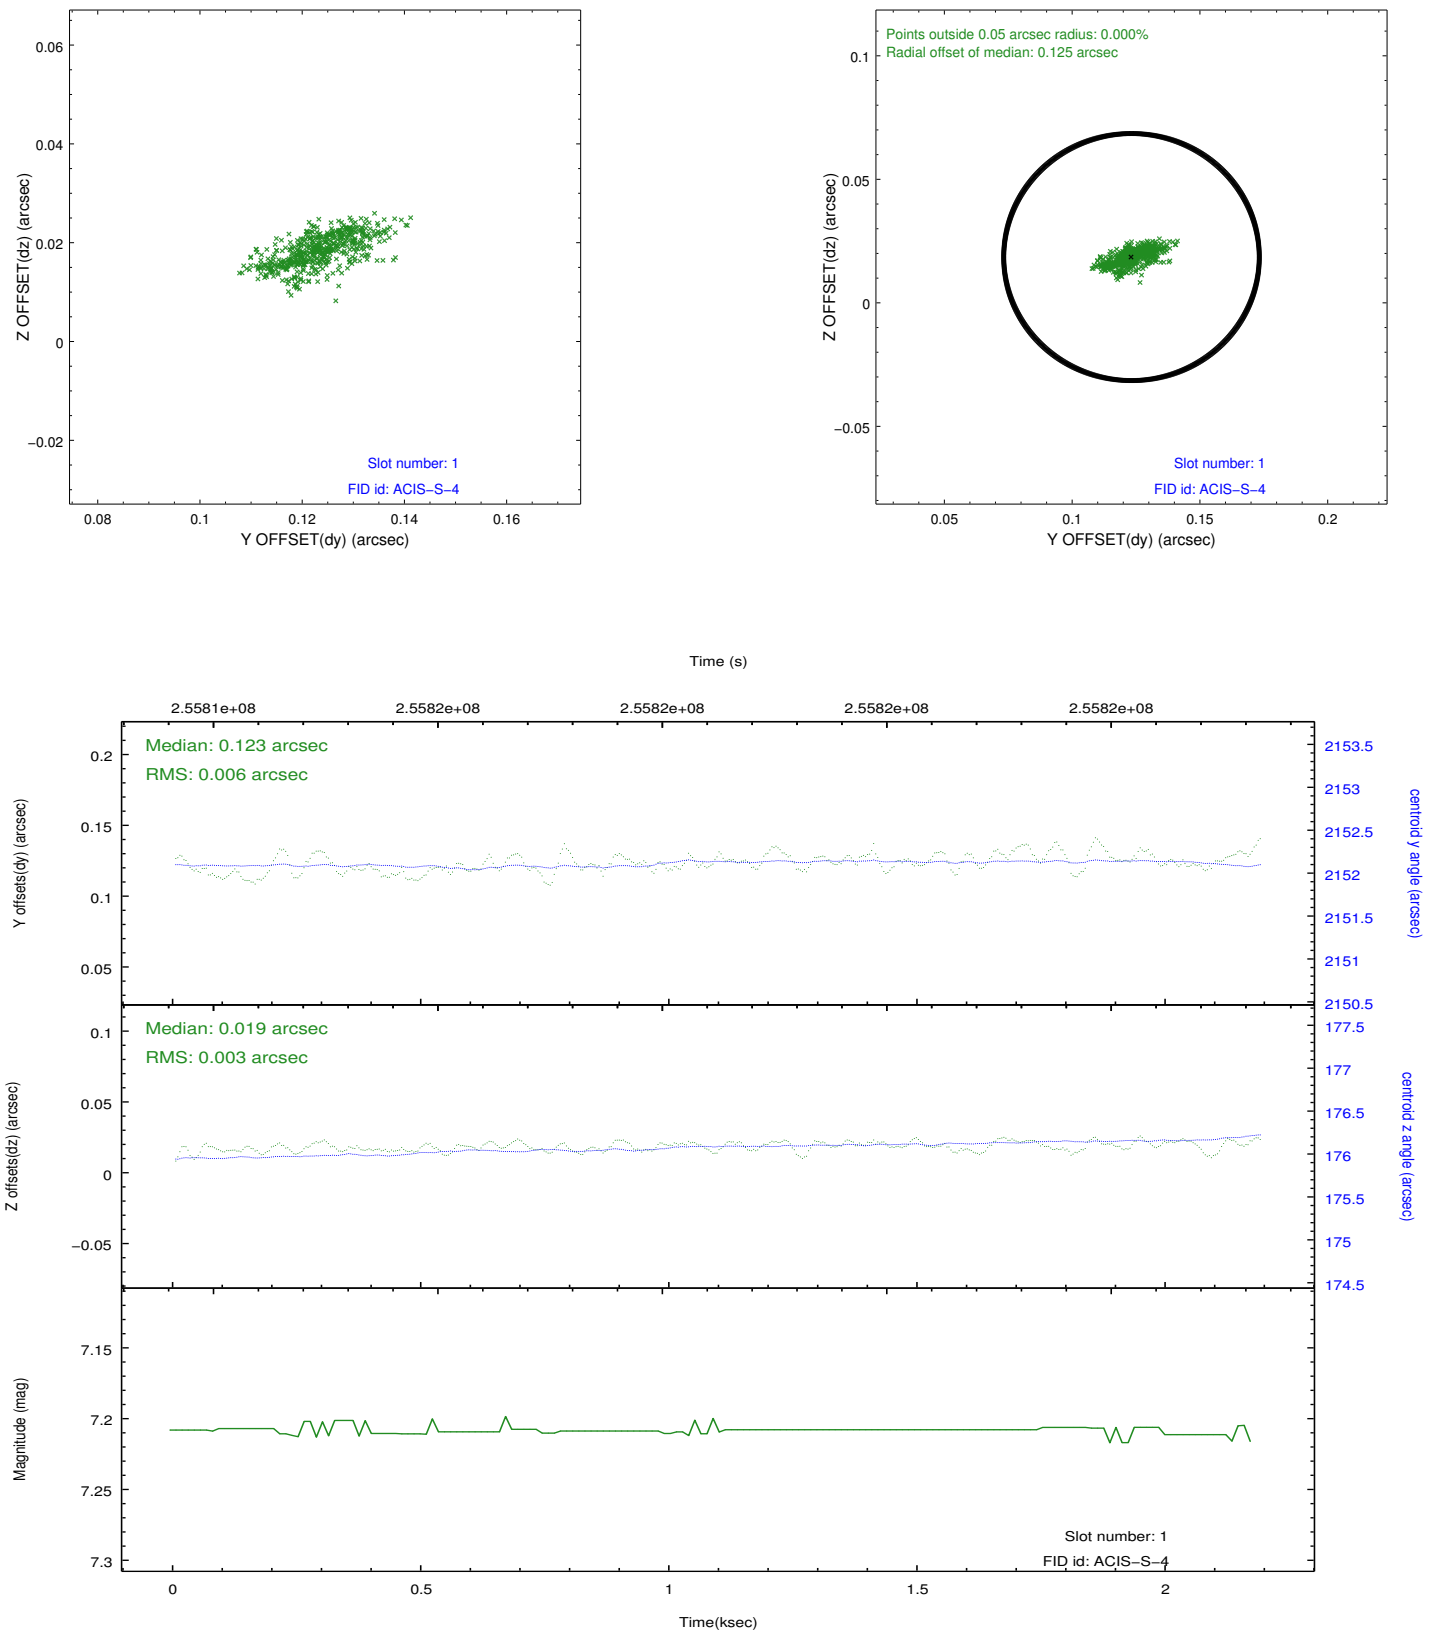 0.06
0.04
0.02
0
−0.02
Z OFFSET(dz) (arcsec)
Slot number: 1
FID id: ACIS−S−4
0.08
0.1
0.12
0.14
0.16
Y OFFSET(dy) (arcsec)
Points outside 0.05 arcsec radius: 0.000%
Radial offset of median: 0.125 arcsec
0.1
0.05
0
−0.05
Z OFFSET(dz) (arcsec)
Slot number: 1
FID id: ACIS−S−4
0.05
0.1
0.15
0.2
Y OFFSET(dy) (arcsec)
Time (s)
2.5581e+08
2.5582e+08
2.5582e+08
2.5582e+08
2.5582e+08
Median: 0.123 arcsec
RMS: 0.006 arcsec
0.2
0.15
0.1
0.05
Y offsets(dy) (arcsec)
2153.5
2153
2152.5
2152
2151.5
2151
2150.5
centroid y angle (arcsec)
Median: 0.019 arcsec
RMS: 0.003 arcsec
0.1
0.05
0
−0.05
Z offsets(dz) (arcsec)
177.5
177
176.5
176
175.5
175
174.5
centroid z angle (arcsec)
7.15
7.2
7.25
7.3
Magnitude (mag)
Slot number: 1
FID id: ACIS−S−4
0
0.5
1
1.5
2
Time(ksec)